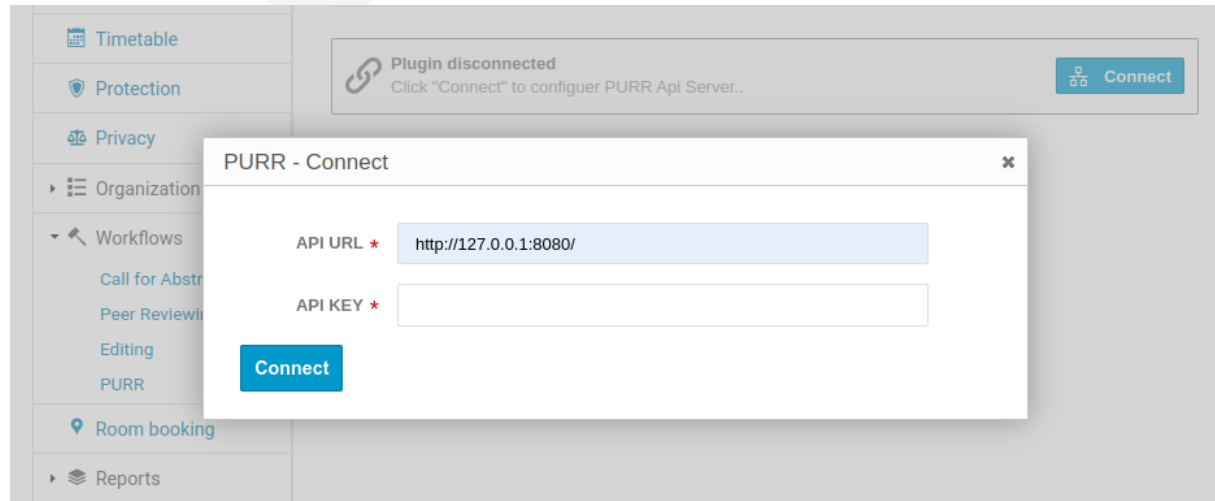 Timetable
Protection
Privacy
Organization
Workflows
Call for Abstr
Peer Reviewi
Editing
PURR
Room booking
Reports
Plugin disconnected
Click "Connect" to configuer PURR Api Server..
Connect
PURR - Connect
API URL *
http://127.0.0.1:8080/
API KEY *
Connect